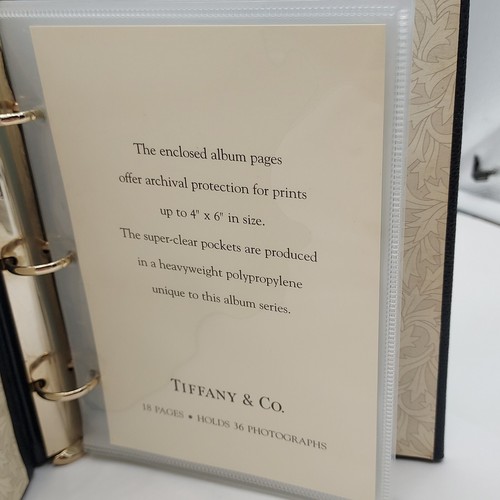 The enclosed album pages
offer archival protection for prints
up to 4" x 6" in size.
The super-clear pockets are produced
in a heavyweight polypropylene
unique to this album series.
TIFFANY & CO.
18 PAGES • HOLDS 36 PHOTOGRAPHS